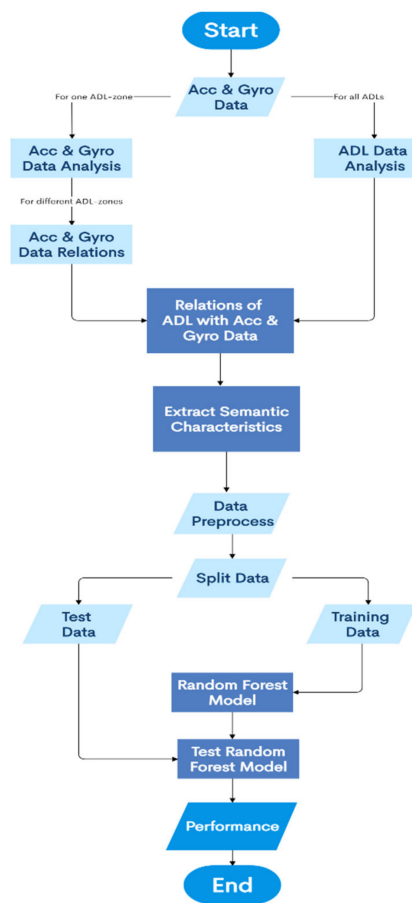 Start
Acc & Gyro
Data
For one ADL-zone
For all ADLs
Acc & Gyro
Data Analysis
ADL Data
Analysis
For different ADL-zones
Acc & Gyro
Data Relations
Relations of
ADL with Acc &
Gyro Data
Extract Semantic
Characteristics
Data
Preprocess
Split Data
Test
Data
Training
Data
Random Forest
Model
Test Random
Forest Model
Performance
End